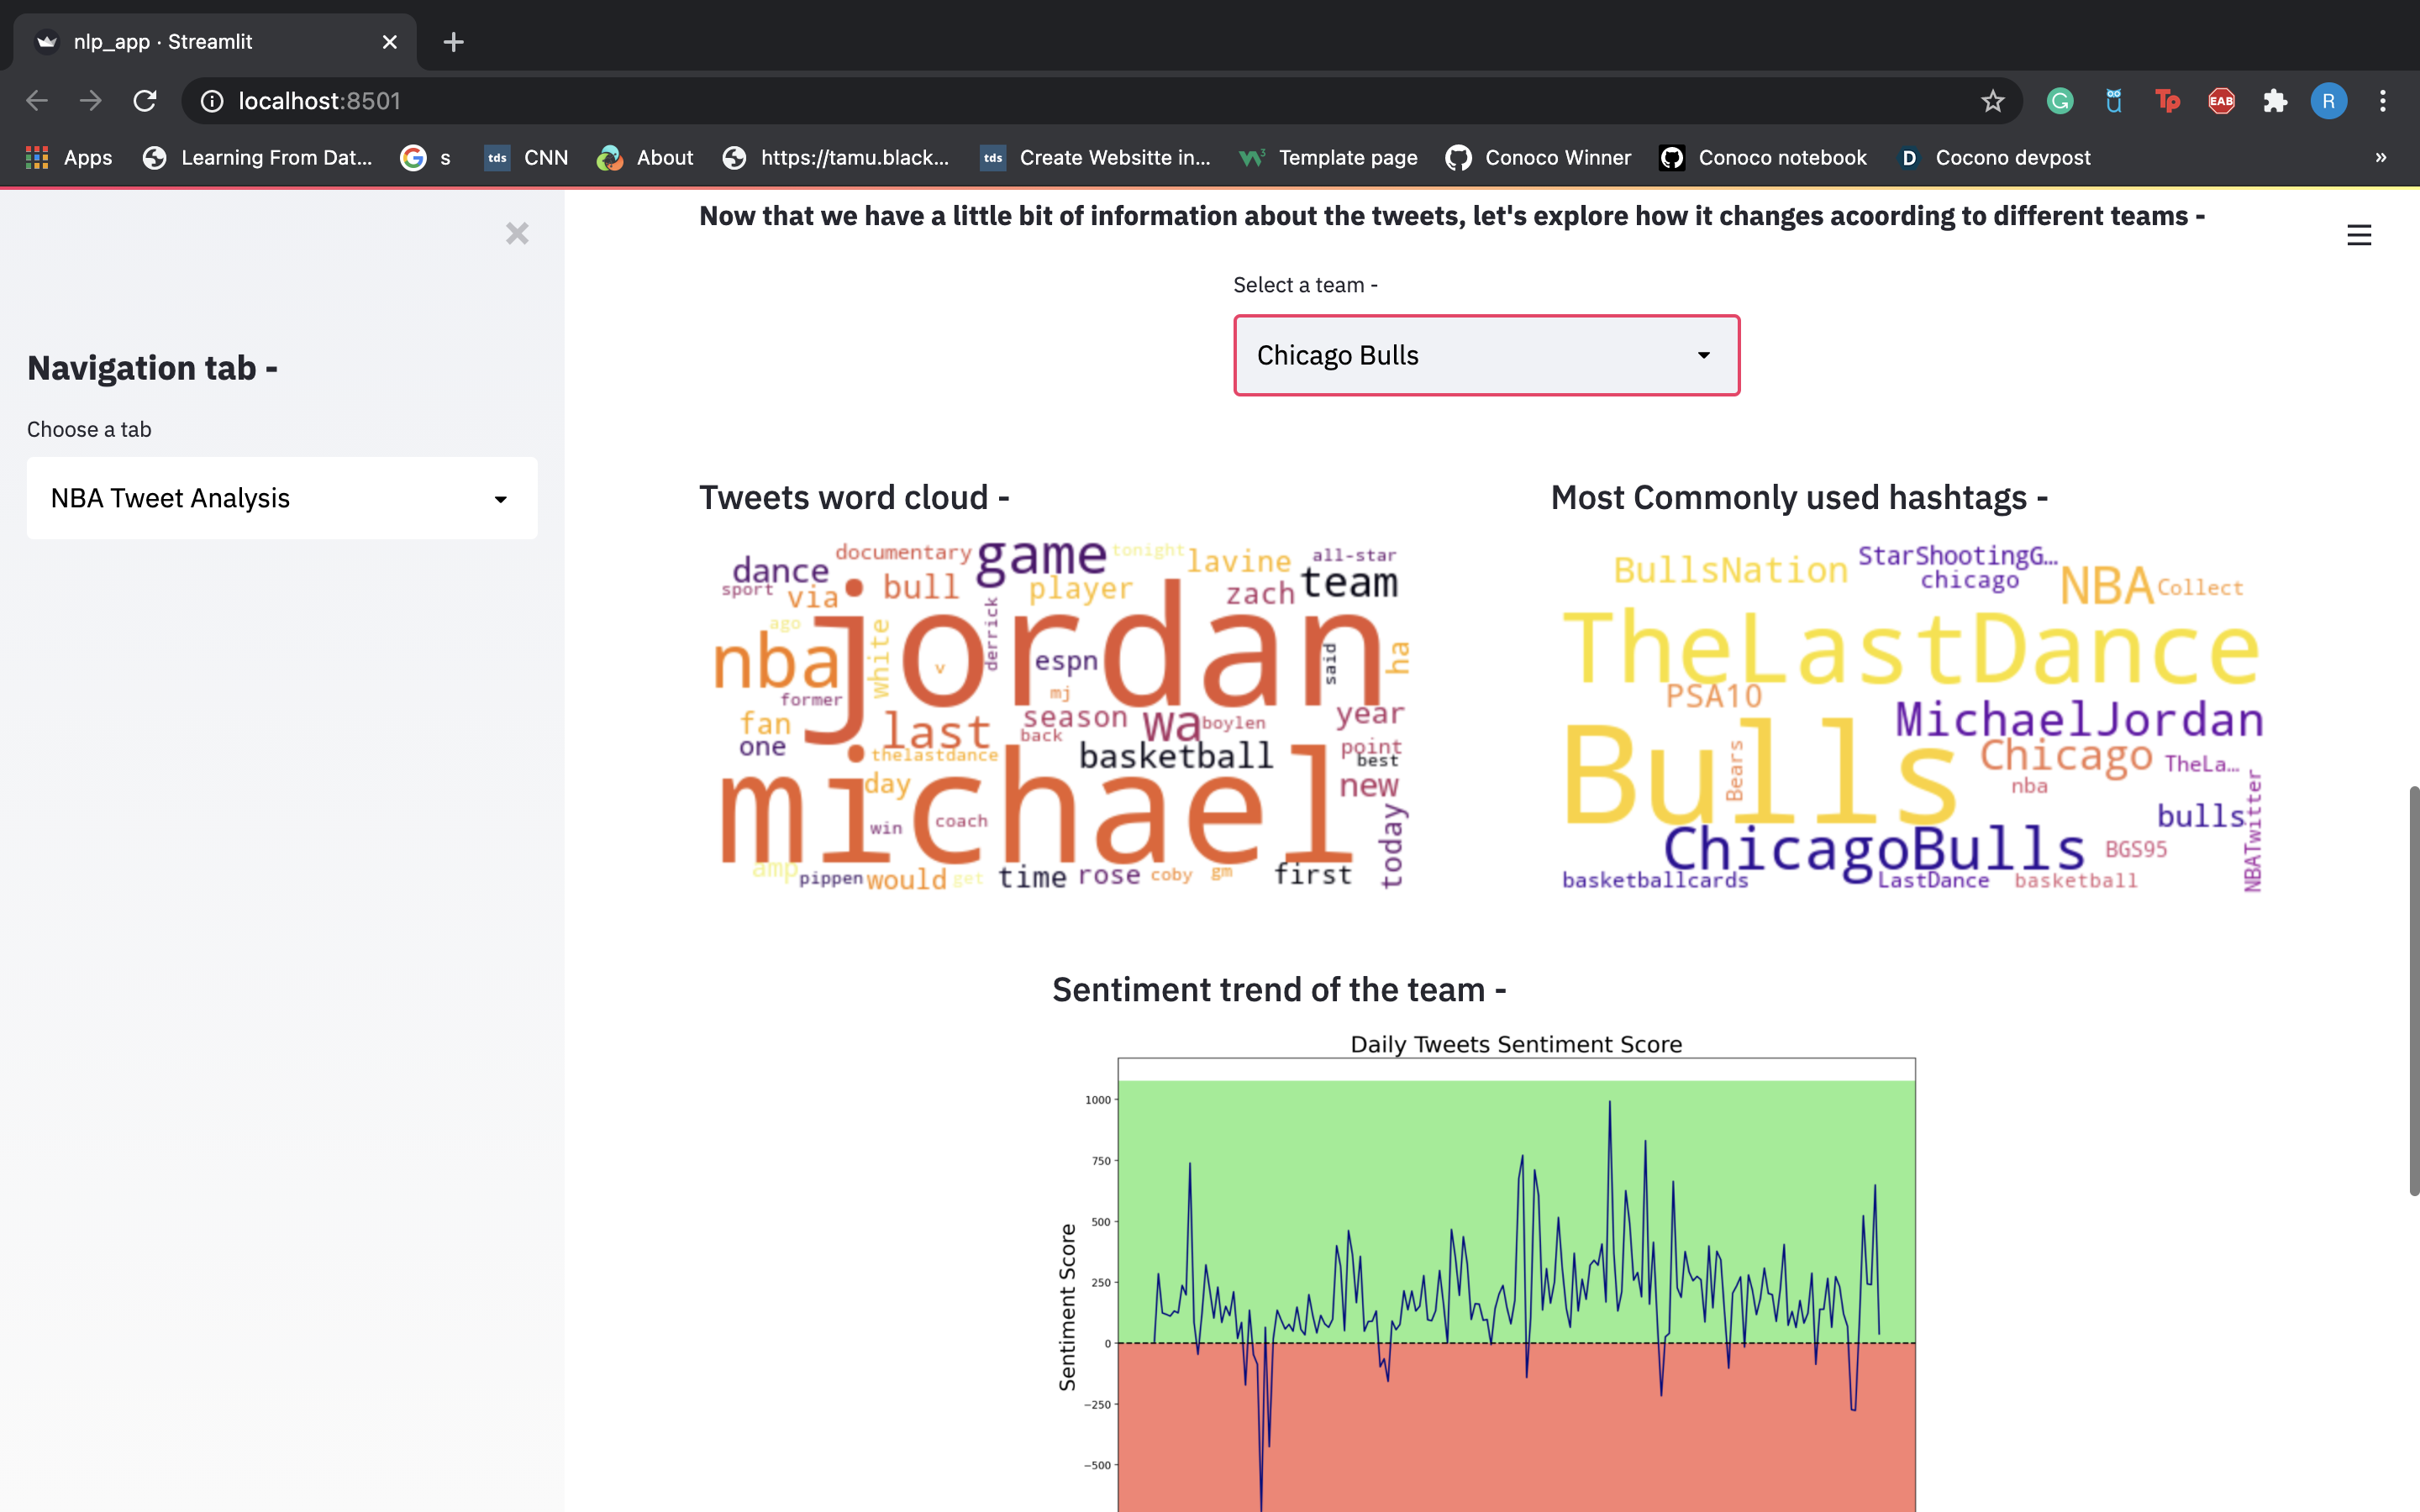 nlp_app · Streamlit
localhost:8501
Apps
Learning From Dat...
s
tds
CNN
About
https://tamu.black...
tds
Create Websitte in...
Template page
Conoco Winner
Conoco notebook
D
Cocono devpost
»
Tp
EAB
R
Navigation tab -
Choose a tab
NBA Tweet Analysis
Now that we have a little bit of information about the tweets, let's explore how it changes acoording to different teams -
Select a team -
Chicago Bulls
Tweets word cloud -
documentary
game
tonight
lavine
all-star
dance
sport
via
bull
player
zach
team
ago
jordan
nba
white
v
derrick
espn
said
ha
mj
former
fan
one
last
season
back
wa
boylen
year
thelastdance
basketball
point
best
day
michael
new
win
coach
today
amp
pippen
would
get
time
rose
coby
gm
first
Most Commonly used hashtags -
BullsNation
StarShootingG...
chicago
NBA
Collect
TheLastDance
PSA10
MichaelJordan
Bulls
Bears
Chicago
TheLa...
nba
bulls
NBATwitter
ChicagoBulls
BGS95
basketballcards
LastDance
basketball
Sentiment trend of the team -
Daily Tweets Sentiment Score
Sentiment Score
1000
750
500
250
0
−250
−500